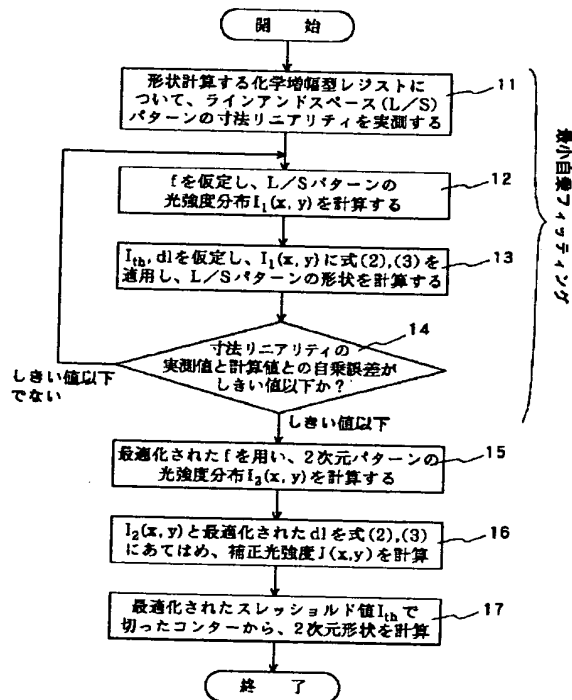 開 始
形状計算する化学増幅型レジストに
ついて、ラインアンドスペース(L/S)
パターンの寸法リニアリティを実測する
11
fを仮定し、L/Sパターンの
光強度分布I₁(x, y)を計算する
12
Ith, dlを仮定し、I₁(x, y)に式(2),(3)を
適用し、L/Sパターンの形状を計算する
13
14
寸法リニアリティの
実測値と計算値との自乗誤差が
しきい値以下か?
しきい値以下
でない
しきい値以下
最小自乗フィッティング
最適化されたfを用い、2次元パターンの
光強度分布I₂(x, y)を計算する
15
I₂(x, y)と最適化されたdlを式(2),(3)
にあてはめ、補正光強度J(x,y)を計算
16
最適化されたスレッショルド値Ithで
切ったコンターから、2次元形状を計算
17
終 了